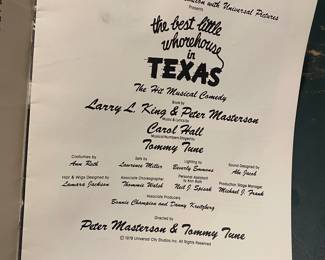 with Universal Pictures
Presents
the best little
whorehouse
in
TEXAS
The Hit Musical Comedy
Book by
Larry L. King & Peter Masterson
Music & Lyrics by
Carol Hall
Musical Numbers Staged by
Tommy Tune
Costumes by Sets by Lighting by Sound Designed by
Ann Roth Lawrence Miller Beverly Emmons Abe Jacob
Hair & Wigs Designed by Associate Choreographer Personal Assistant Production Stage Manager
to Ann Roth
Lamara Jackson Thommie Walsh Neil J. Spisak Michael J. Frank
Associate Producers
Bonnie Champion and Danny Kreitzberg
Directed by
Peter Masterson & Tommy Tune
© 1978 Universal City Studios, Inc. All Rights Reserved